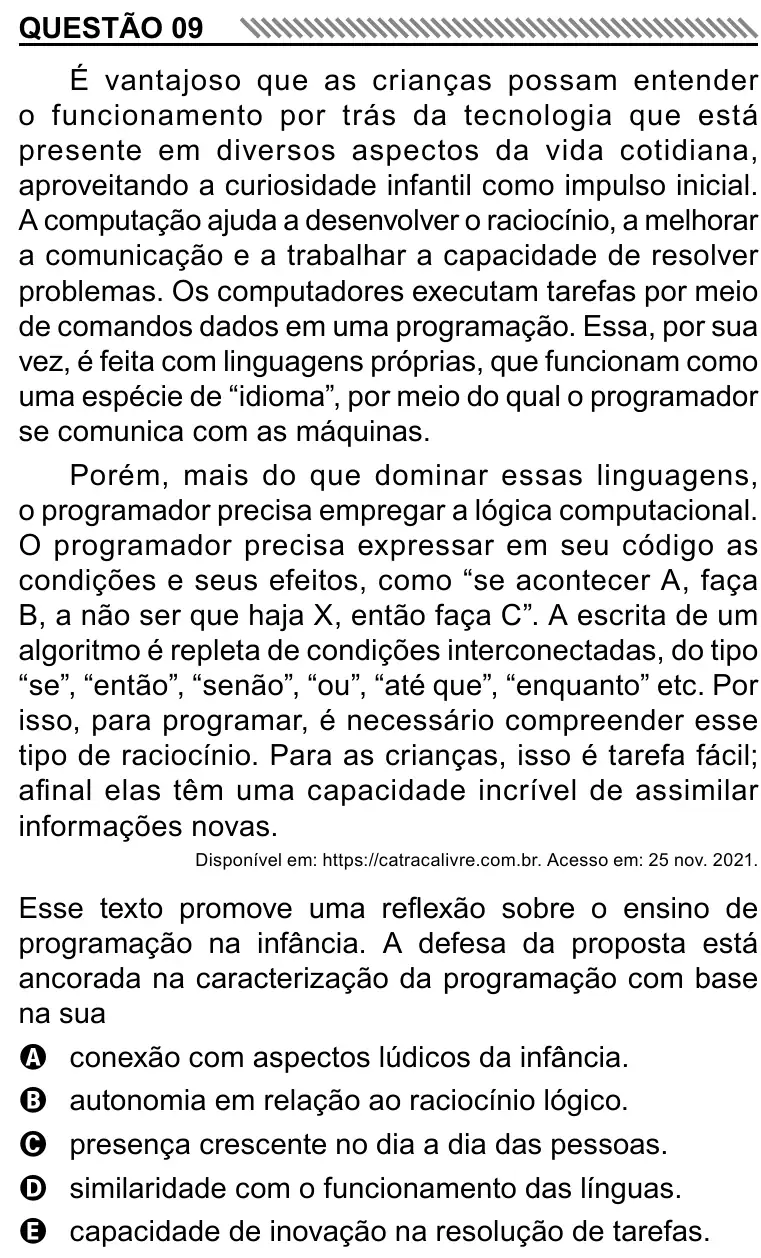 QUESTÃO 09
É vantajoso que as crianças possam entender
o funcionamento por trás da tecnologia que está
presente em diversos aspectos da vida cotidiana,
aproveitando a curiosidade infantil como impulso inicial.
A computação ajuda a desenvolver o raciocínio, a melhorar
a comunicação e a trabalhar a capacidade de resolver
problemas. Os computadores executam tarefas por meio
de comandos dados em uma programação. Essa, por sua
vez, é feita com linguagens próprias, que funcionam como
uma espécie de “idioma”, por meio do qual o programador
se comunica com as máquinas.
Porém, mais do que dominar essas linguagens,
o programador precisa empregar a lógica computacional.
O programador precisa expressar em seu código as
condições e seus efeitos, como “se acontecer A, faça
B, a não ser que haja X, então faça C”. A escrita de um
algoritmo é repleta de condições interconectadas, do tipo
“se”, “então”, “senão”, “ou”, “até que”, “enquanto” etc. Por
isso, para programar, é necessário compreender esse
tipo de raciocínio. Para as crianças, isso é tarefa fácil;
afinal elas têm uma capacidade incrível de assimilar
informações novas.
Disponível em: https://catracalivre.com.br. Acesso em: 25 nov. 2021.
Esse texto promove uma reflexão sobre o ensino de
programação na infância. A defesa da proposta está
ancorada na caracterização da programação com base
na sua
A conexão com aspectos lúdicos da infância.
B autonomia em relação ao raciocínio lógico.
C presença crescente no dia a dia das pessoas.
D similaridade com o funcionamento das línguas.
E capacidade de inovação na resolução de tarefas.